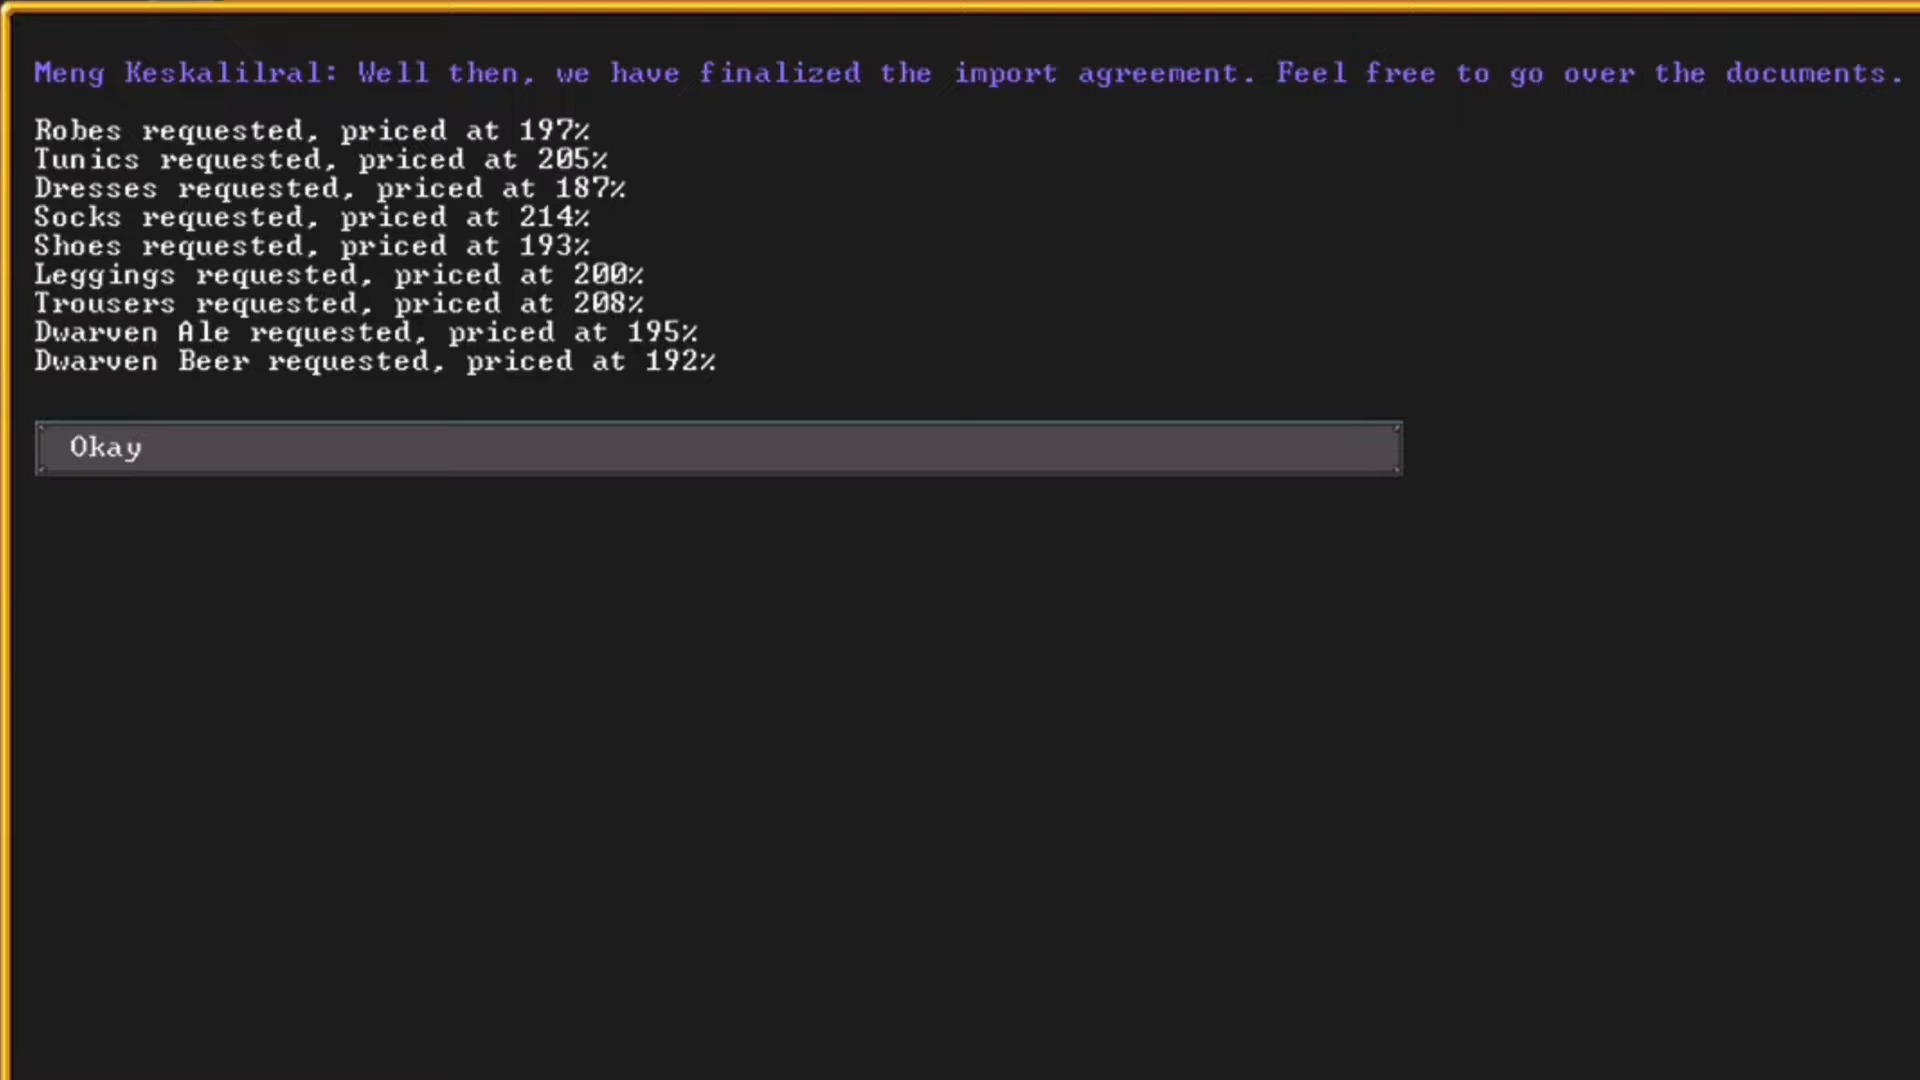 Meng Keskalilral: Well then, we have finalized the import agreement. Feel free to go over the documents.
Robes requested, priced at 197%
Tunics requested, priced at 205%
Dresses requested, priced at 187%
Socks requested, priced at 214%
Shoes requested, priced at 193%
Leggings requested, priced at 200%
Trousers requested, priced at 208%
Dwarven Ale requested, priced at 195%
Dwarven Beer requested, priced at 192%
Okay